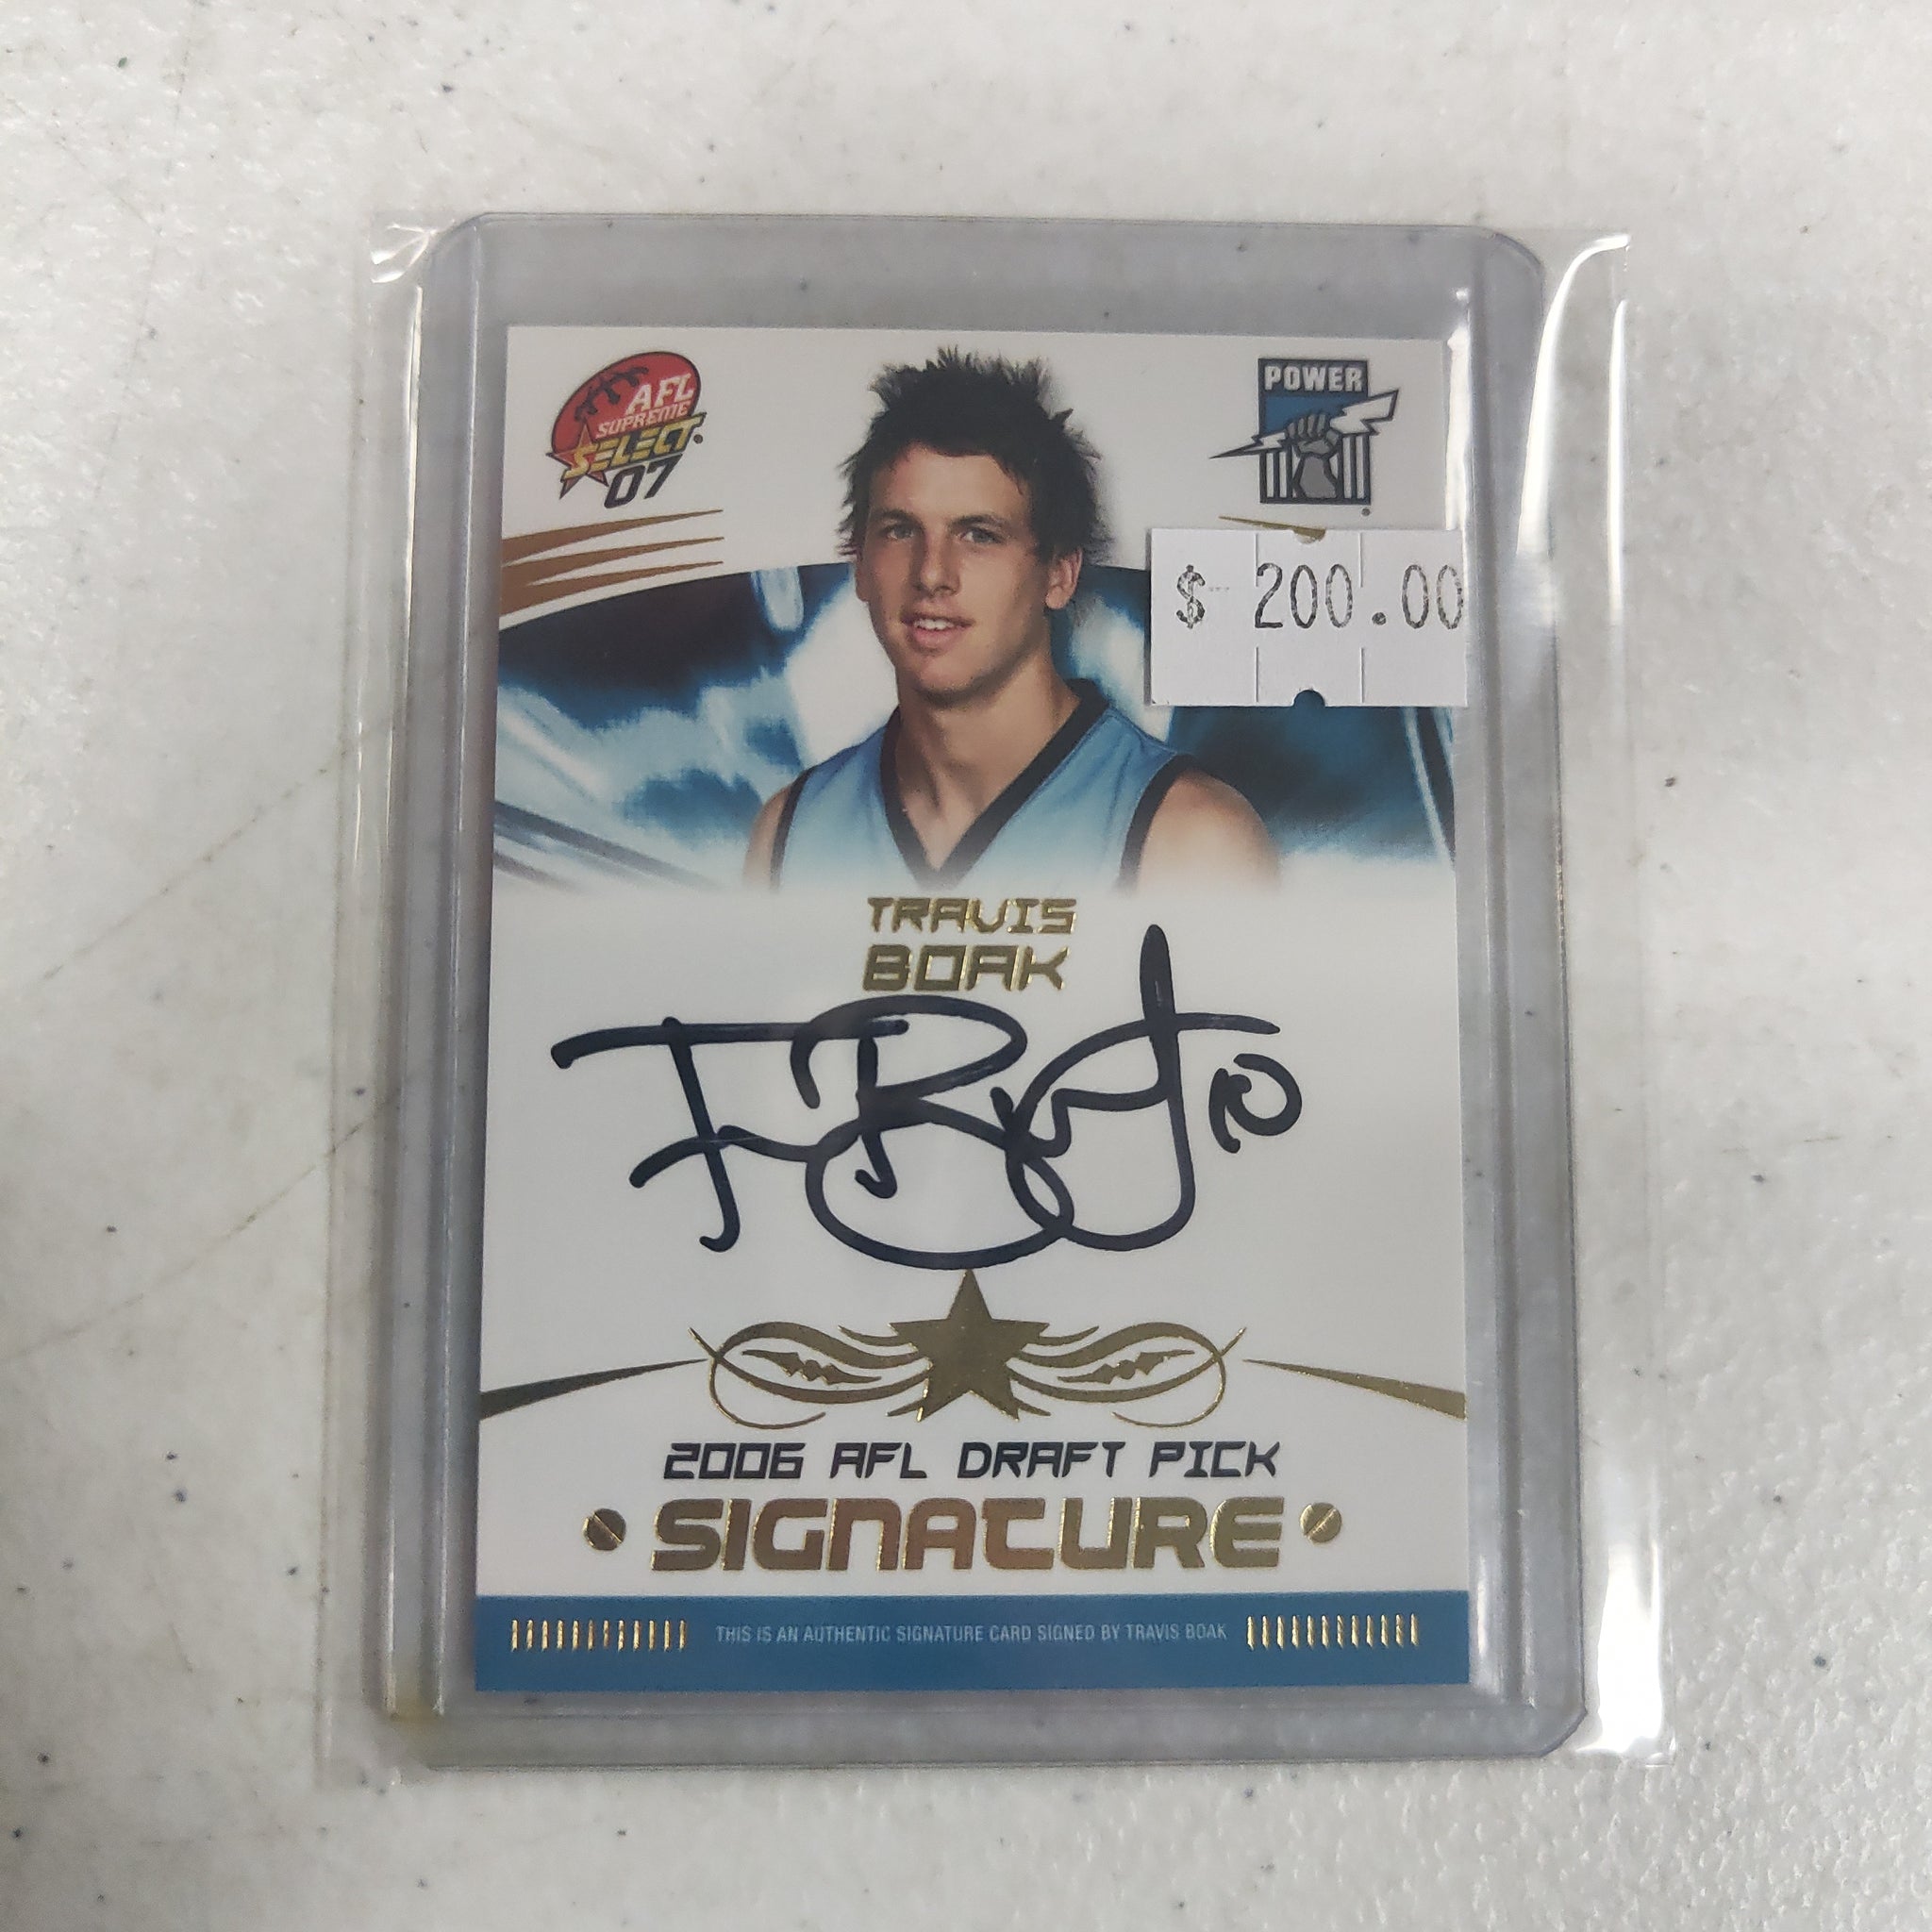 AFL
SUPREME
SELECT
07
POWER
$ 200.00
TRAVIS
BOAK
10
2006 AFL DRAFT PICK
SIGNATURE
THIS IS AN AUTHENTIC SIGNATURE CARD SIGNED BY TRAVIS BOAK